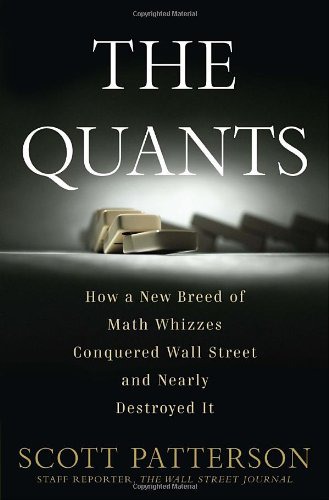 THE
QUANTS
How a New Breed of
Math Whizzes
Conquered Wall Street
and Nearly
Destroyed It
SCOTT PATTERSON
STAFF REPORTER, THE WALL STREET JOURNAL